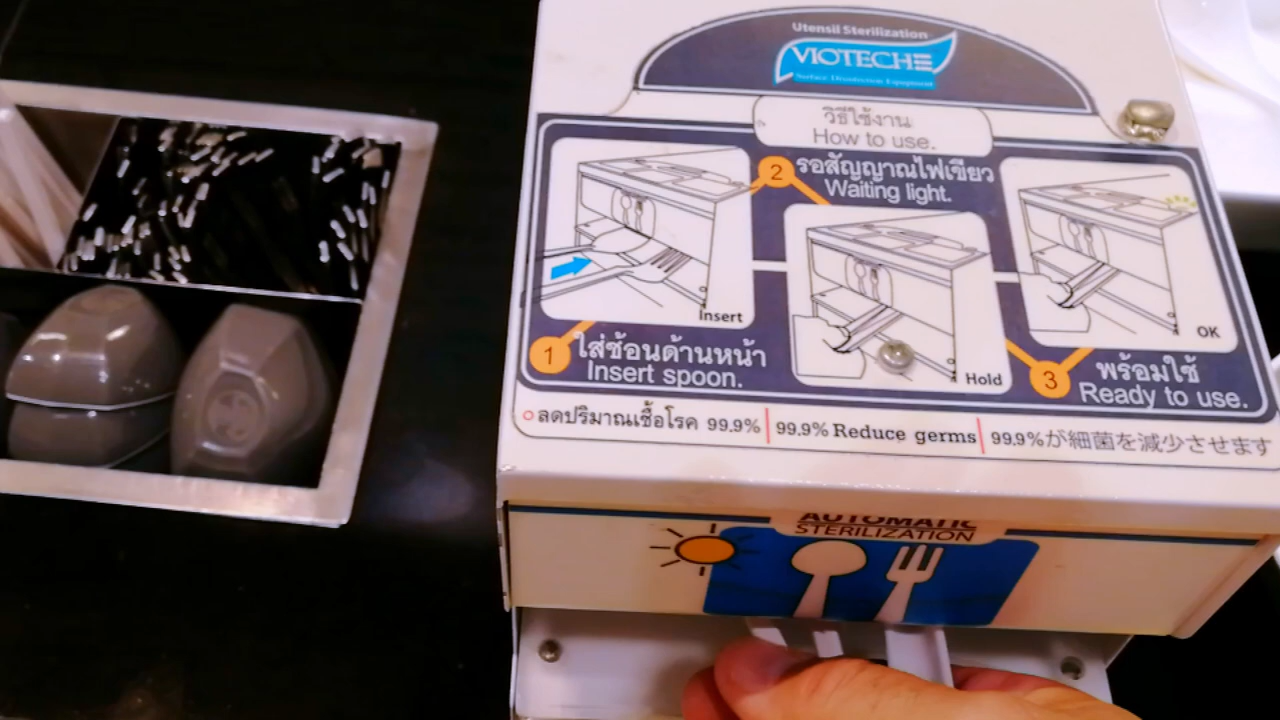 Utensil Sterilization
VIOTECHE
Surface Disinfection Equipment
วิธีใช้งาน
How to use.
2 รอสัญญาณไฟเขียว
Waiting light.
Insert
1 ใส่ช้อนด้านหน้า
Insert spoon.
Hold
OK
3 พร้อมใช้
Ready to use.
ลดปริมาณเชื้อโรค 99.9% 99.9% Reduce germs 99.9%が細菌を減少させます
AUTOMATIC
STERILIZATION